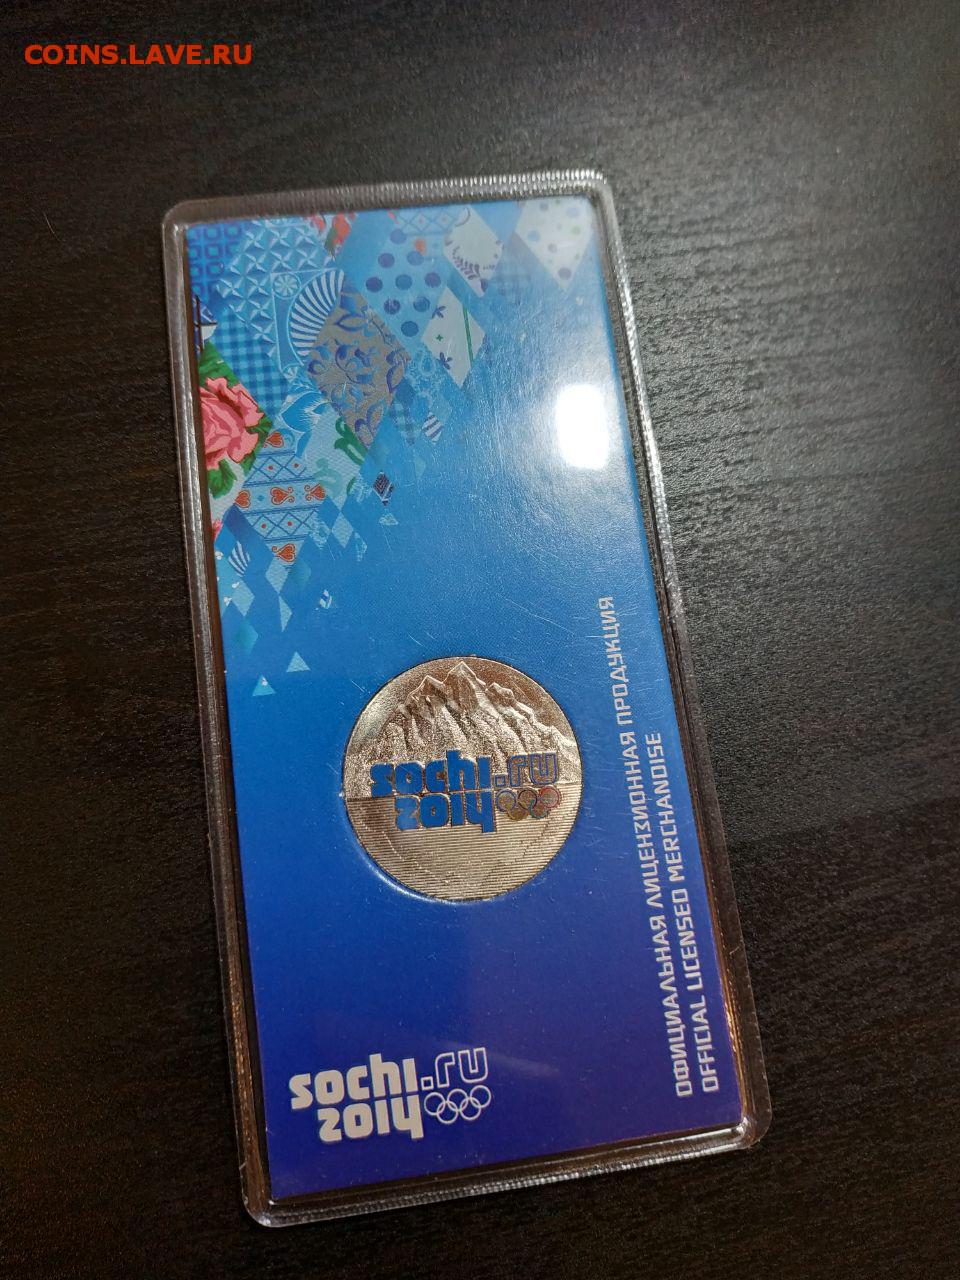 COINS.LAVE.RU
sochi.ru
2014
ОФИЦИАЛЬНАЯ ЛИЦЕНЗИОННАЯ ПРОДУКЦИЯ
OFFICIAL LICENSED MERCHANDISE
sochi.ru
2014